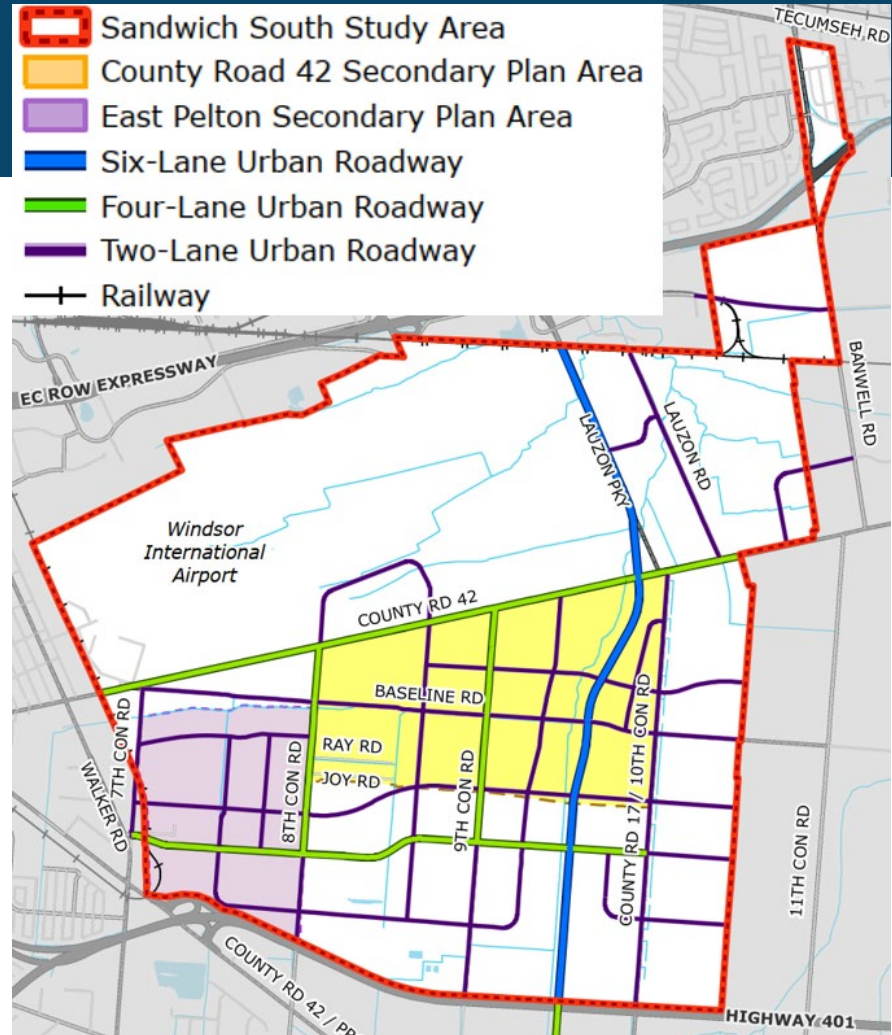 Sandwich South Study Area
County Road 42 Secondary Plan Area
East Pelton Secondary Plan Area
Six-Lane Urban Roadway
Four-Lane Urban Roadway
Two-Lane Urban Roadway
Railway
TECUMSEH RD
EC ROW EXPRESSWAY
BANWELL RD
LAUZON PKY
LAUZON RD
Windsor
International
Airport
COUNTY RD 42
BASELINE RD
7TH CON RD
RAY RD
JOY RD
8TH CON RD
9TH CON RD
COUNTY RD 17 // 10TH CON RD
WALKER RD
11TH CON RD
COUNTY RD 42 / PR
HIGHWAY 401